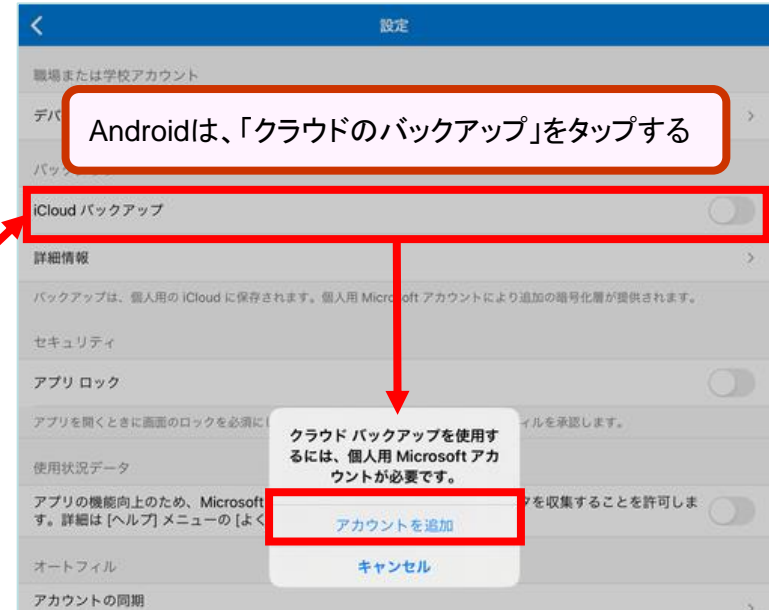 設定
職場または学校アカウント
デバ
Androidは、「クラウドのバックアップ」をタップする
バック
iCloud バックアップ
詳細情報
バックアップは、個人用の iCloud に保存されます。個人用 Microsoft アカウントにより追加の暗号化層が提供されます。
セキュリティ
アプリ ロック
アプリを開くときに画面のロックを必須にし
ィルを承認します。
クラウド バックアップを使用す
るには、個人用 Microsoft アカ
ウントが必要です。
使用状況データ
アプリの機能向上のため、Microsoft
タを収集することを許可しま
す。詳細は [ヘルプ] メニューの [よく
アカウントを追加
キャンセル
オートフィル
アカウントの同期